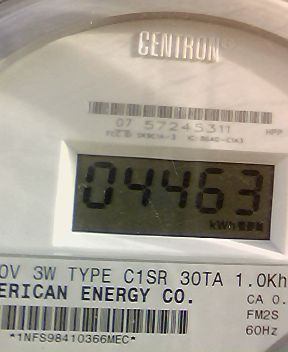 CENTRON®
07 57245311
HPP
04463
kWh
0V 3W TYPE C1SR 30TA 1.0Kh
ERICAN ENERGY CO.
CA 0.
FM2S
60Hz
*1NFS98410366MEC*